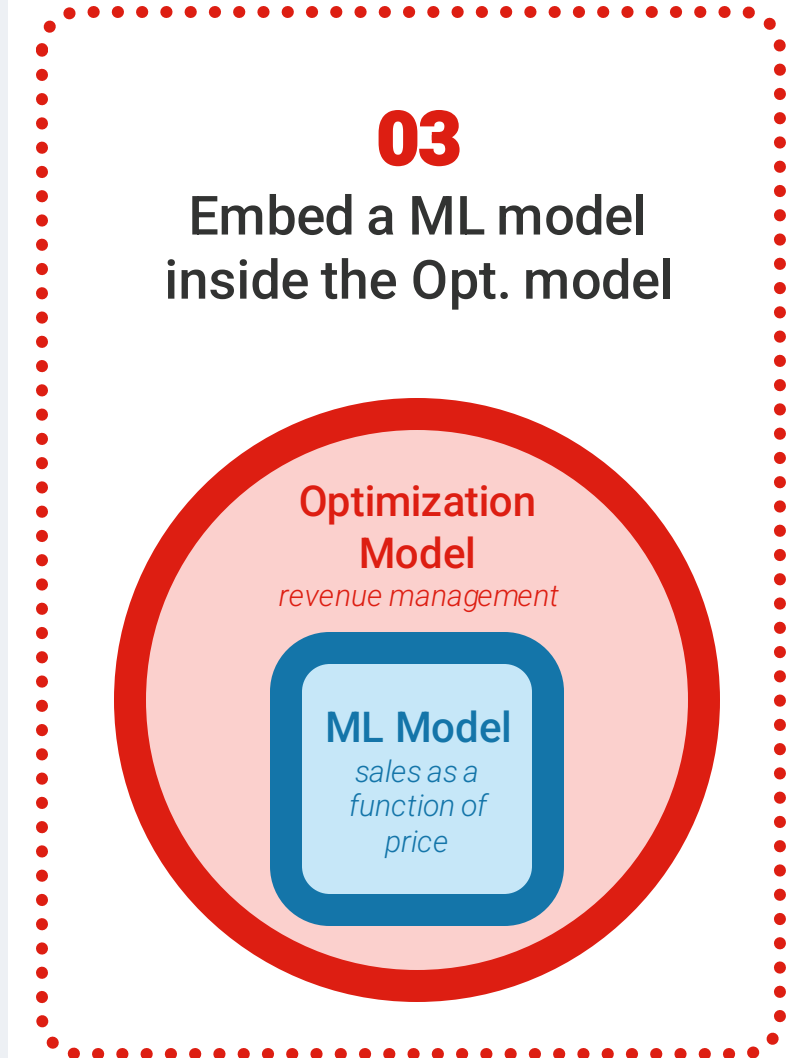 03
Embed a ML model
inside the Opt. model
Optimization
Model
revenue management
ML Model
sales as a
function of
price